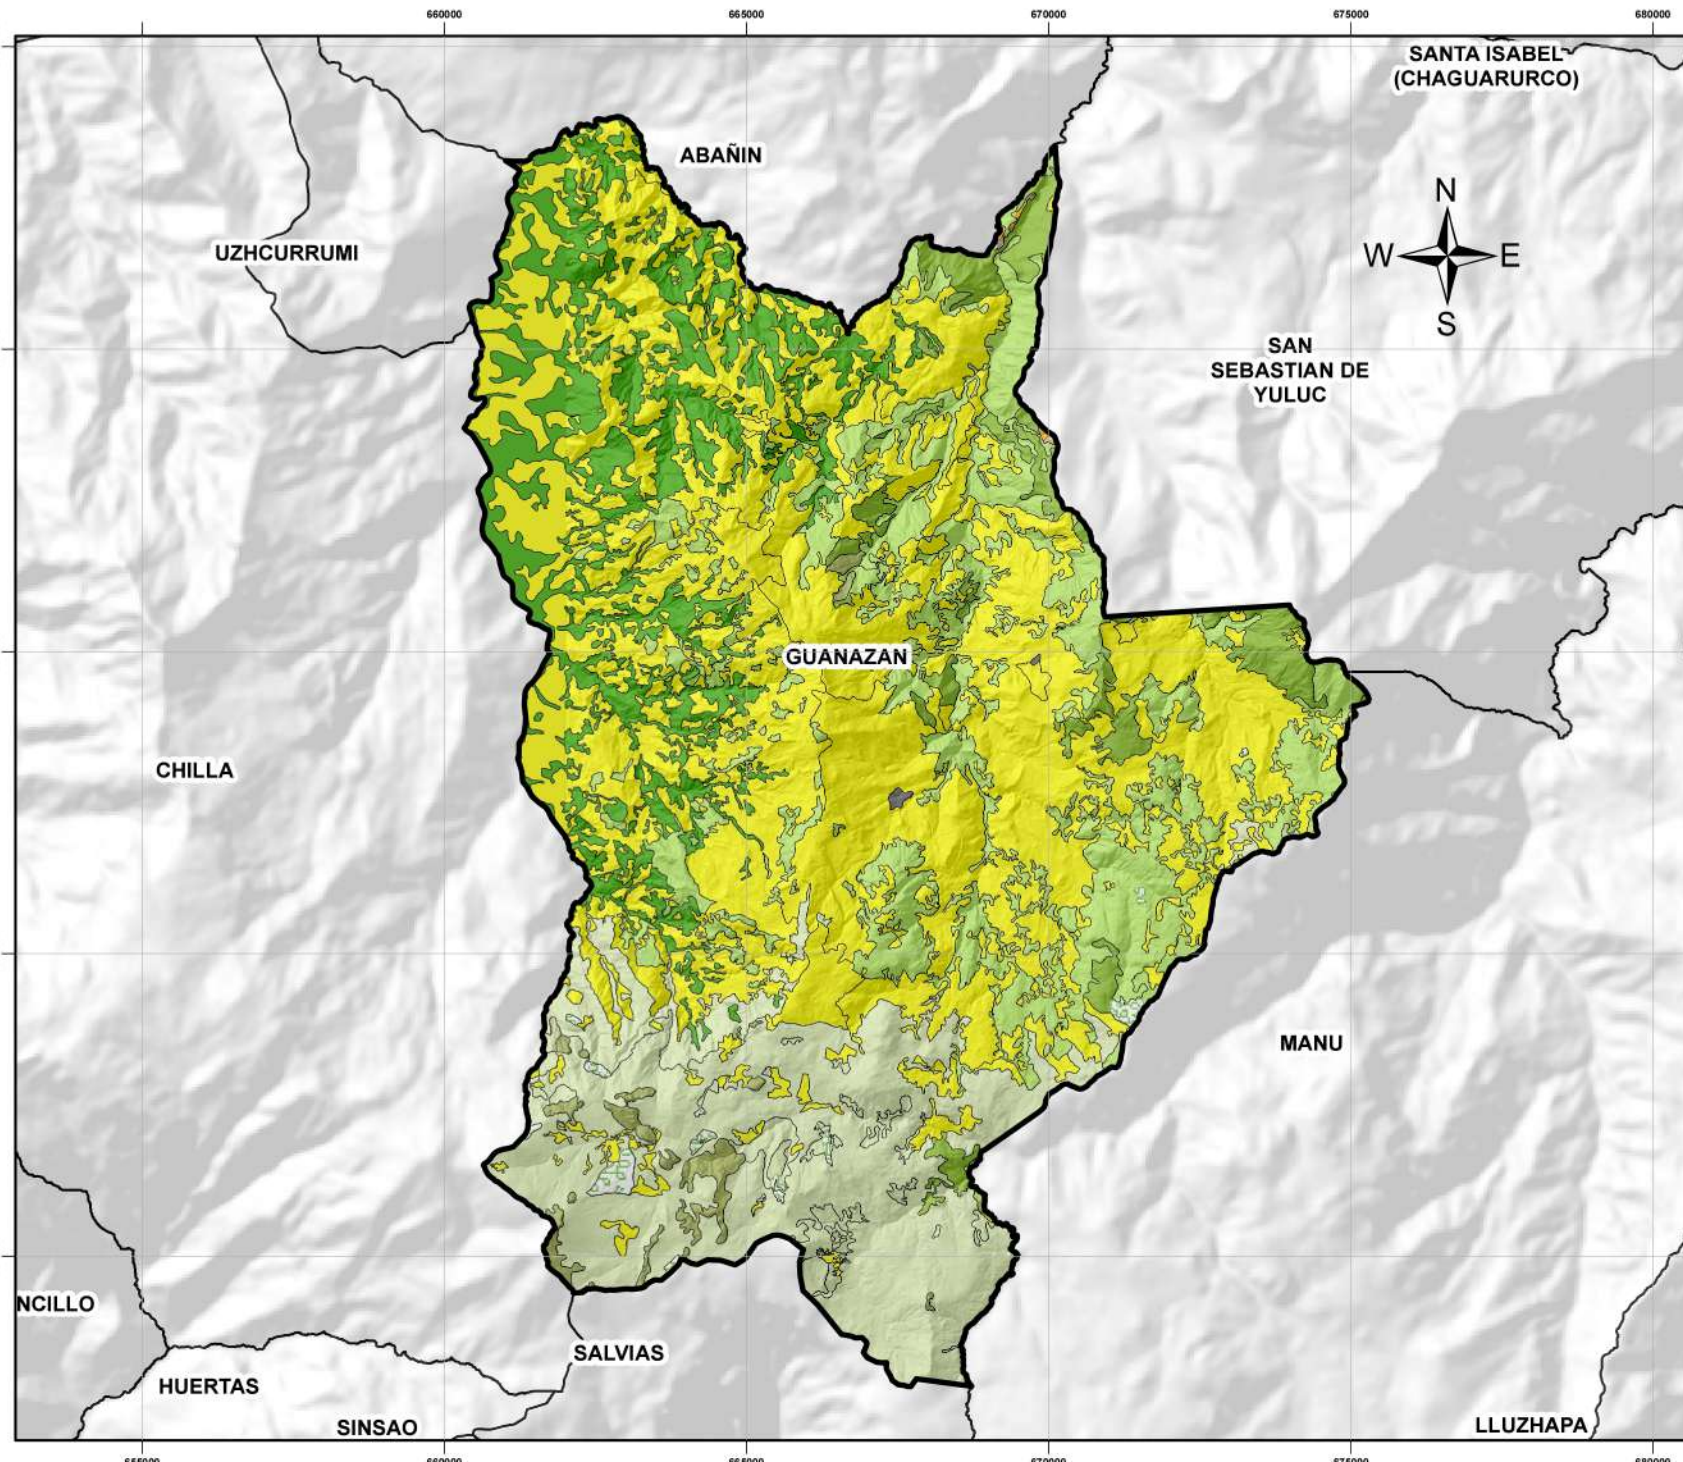 660000 665000 670000 675000 680000
SANTA ISABEL
(CHAGUARURCO)
ABAÑIN
N
W E
S
UZHCURRUMI
SAN
SEBASTIAN DE
YULUC
GUANAZAN
CHILLA
MANU
NCILLO
SALVIAS
HUERTAS
SINSAO
LLUZHAPA